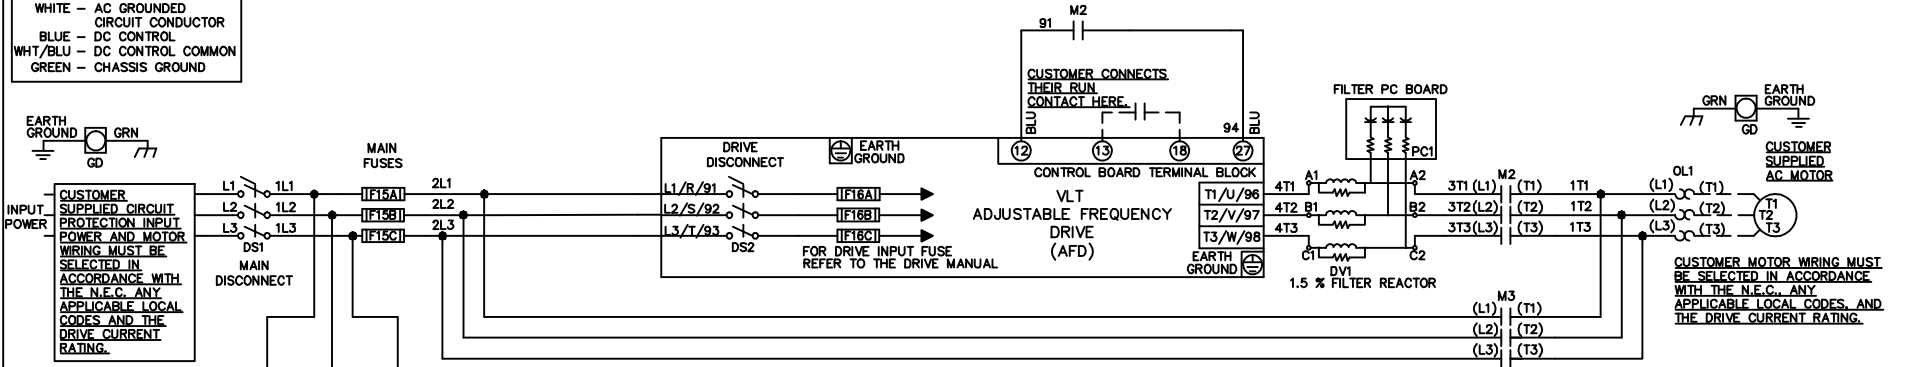 WHITE – AC GROUNDED
CIRCUIT CONDUCTOR
BLUE – DC CONTROL
WHT/BLU – DC CONTROL COMMON
GREEN – CHASSIS GROUND
EARTH
GROUND
GRN
GD
INPUT
POWER
CUSTOMER
SUPPLIED CIRCUIT
PROTECTION INPUT
POWER AND MOTOR
WIRING MUST BE
SELECTED IN
ACCORDANCE WITH
THE N.E.C. ANY
APPLICABLE LOCAL
CODES AND THE
DRIVE CURRENT
RATING.
L1
1L1
L2
1L2
L3
1L3
DS1
MAIN
DISCONNECT
MAIN
FUSES
F15A
F15B
F15C
2L1
2L2
2L3
L1/R/91
L2/S/92
L3/T/93
DRIVE
DISCONNECT
DS2
EARTH
GROUND
F16A
F16B
F16C
FOR DRIVE INPUT FUSE
REFER TO THE DRIVE MANUAL
91
M2
CUSTOMER CONNECTS
THEIR RUN
CONTACT HERE.
BLU
94
BLU
12
13
18
27
CONTROL BOARD TERMINAL BLOCK
VLT
ADJUSTABLE FREQUENCY
DRIVE
(AFD)
T1/U/96
T2/V/97
T3/W/98
EARTH
GROUND
4T1
4T2
4T3
FILTER PC BOARD
PC1
A1
A2
B1
B2
C1
C2
DV1
1.5 % FILTER REACTOR
M2
3T1 (L1)
(T1)
1T1
3T2(L2)
(T2)
1T2
3T3(L3)
(T3)
1T3
M3
(L1)
(T1)
(L2)
(T2)
(L3)
(T3)
OL1
(L1)
(T1)
(L2)
(T2)
(L3)
(T3)
T1
T2
T3
GRN
GD
EARTH
GROUND
CUSTOMER
SUPPLIED
AC MOTOR
CUSTOMER MOTOR WIRING MUST
BE SELECTED IN ACCORDANCE
WITH THE N.E.C., ANY
APPLICABLE LOCAL CODES, AND
THE DRIVE CURRENT RATING.